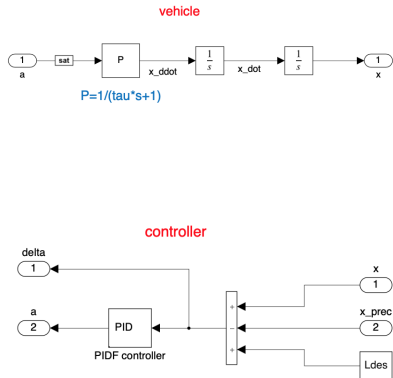 vehicle
1
a
sat
P
x_ddot
1
s
x_dot
1
s
1
x
P=1/(tau*s+1)
controller
delta
1
a
2
PID
PIDF controller
+
−
+
x
1
x_prec
2
Ldes